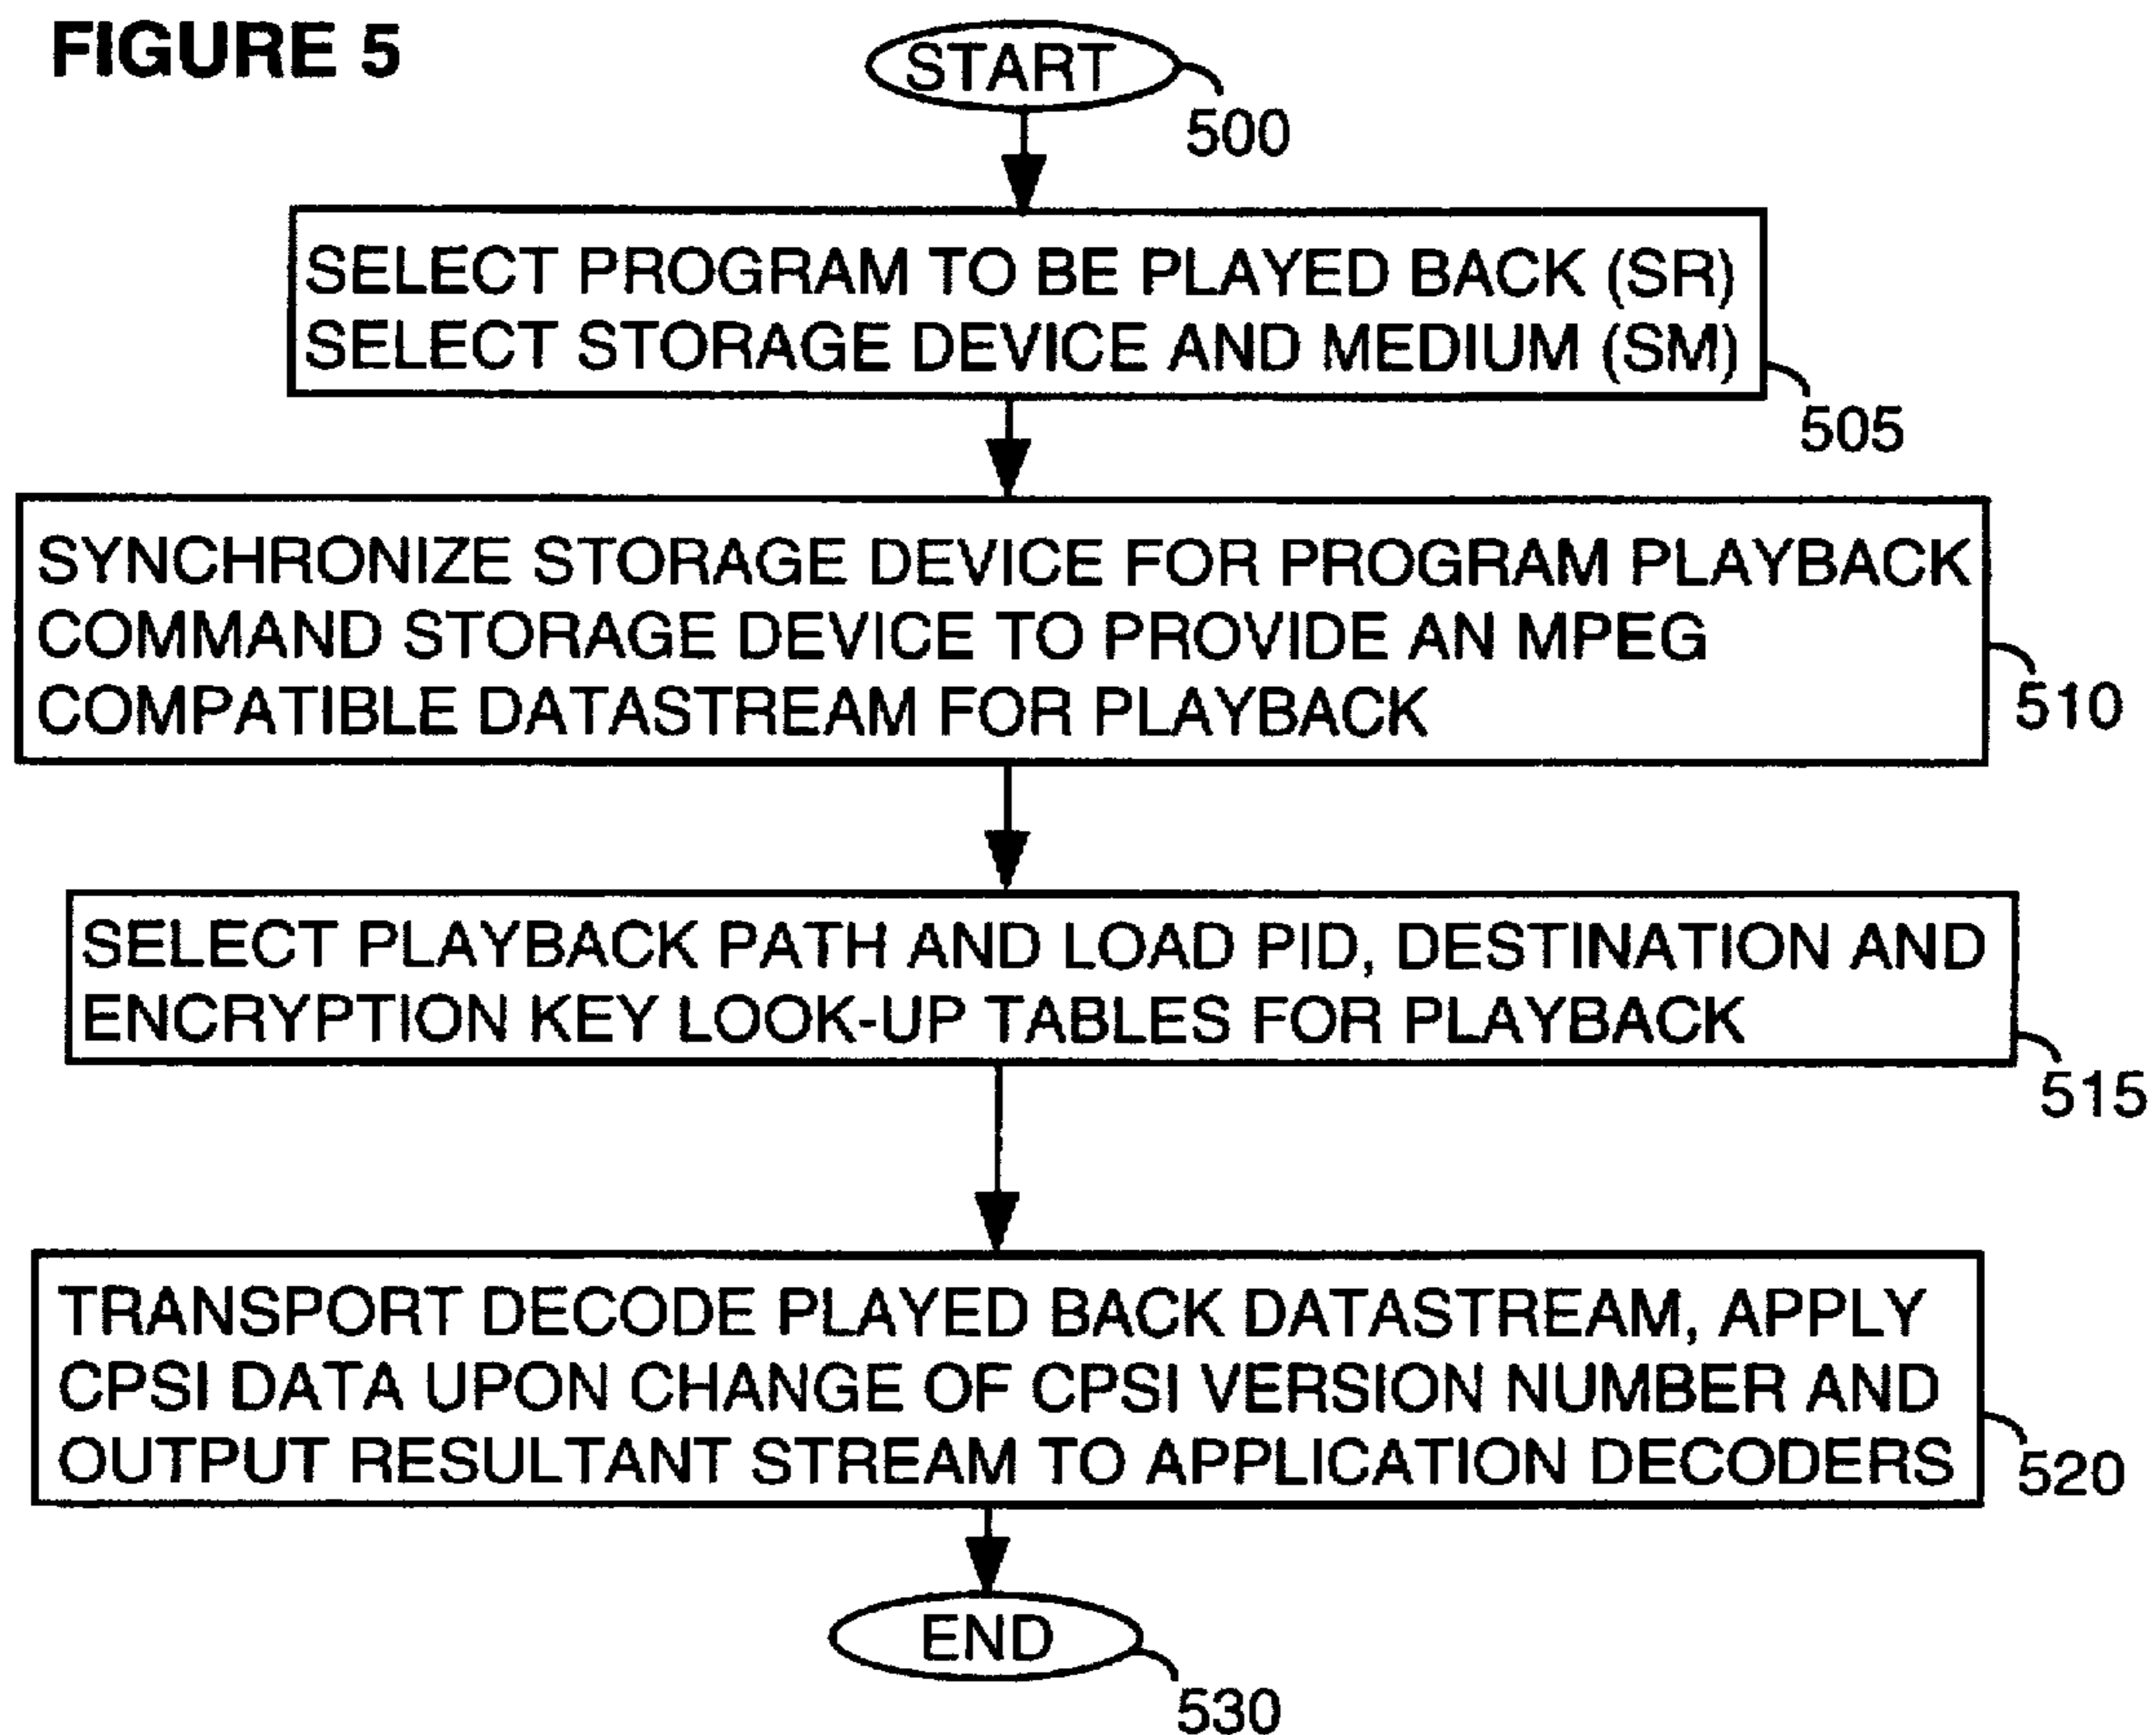 FIGURE 5
START
500
SELECT PROGRAM TO BE PLAYED BACK (SR)
SELECT STORAGE DEVICE AND MEDIUM (SM)
505
SYNCHRONIZE STORAGE DEVICE FOR PROGRAM PLAYBACK
COMMAND STORAGE DEVICE TO PROVIDE AN MPEG
COMPATIBLE DATASTREAM FOR PLAYBACK
510
SELECT PLAYBACK PATH AND LOAD PID, DESTINATION AND
ENCRYPTION KEY LOOK-UP TABLES FOR PLAYBACK
515
TRANSPORT DECODE PLAYED BACK DATASTREAM, APPLY
CPSI DATA UPON CHANGE OF CPSI VERSION NUMBER AND
OUTPUT RESULTANT STREAM TO APPLICATION DECODERS
520
END
530